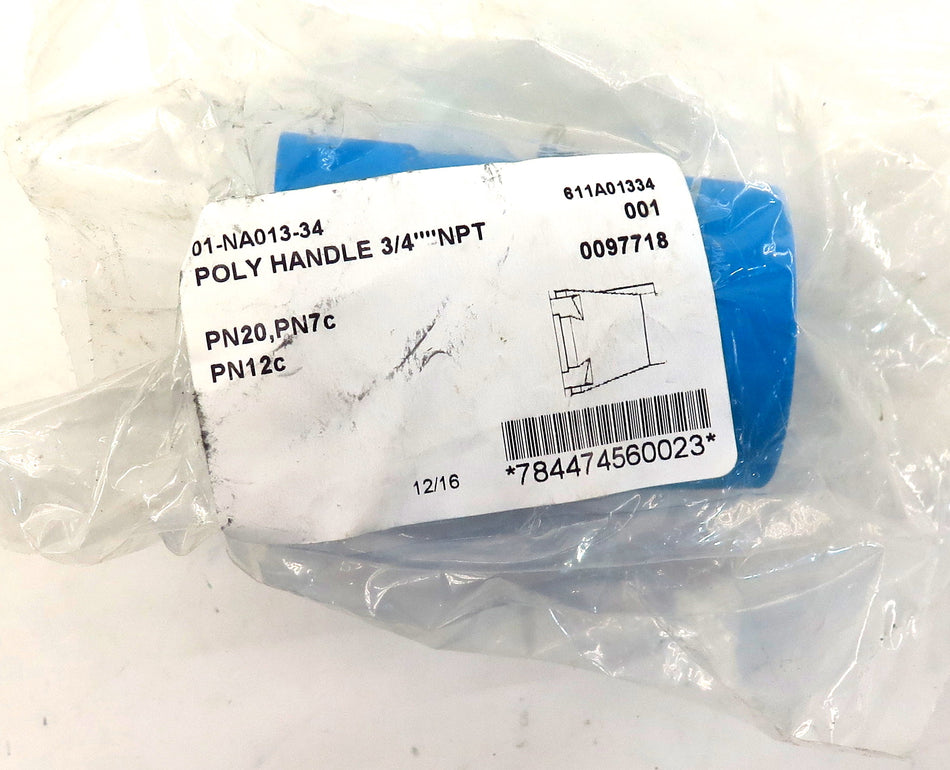 611A01334
01-NA013-34
001
POLY HANDLE 3/4""NPT
0097718
PN20,PN7c
PN12c
12/16
*784474560023*